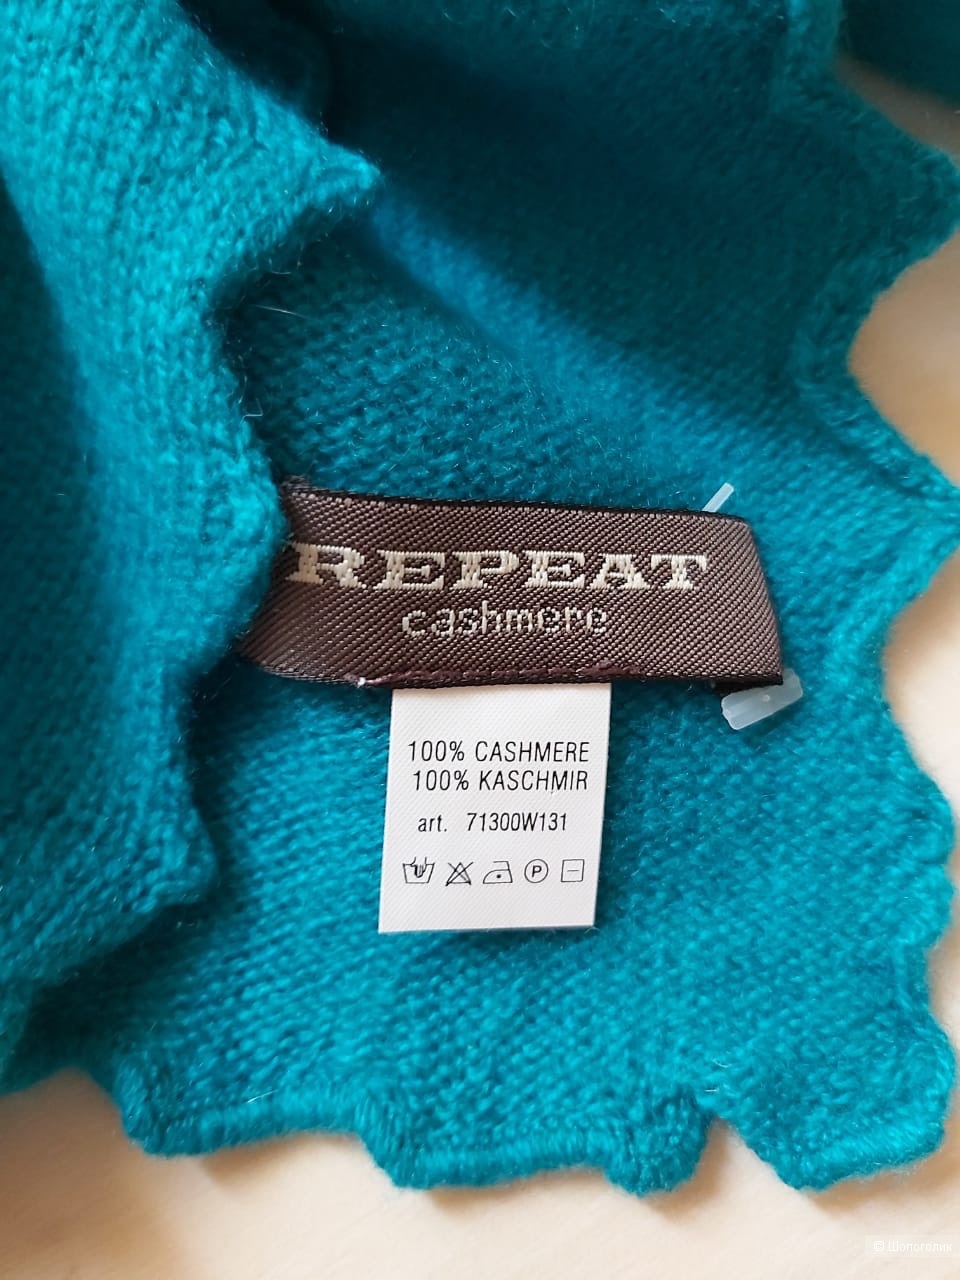 REPEAT
cashmere
100% CASHMERE
100% KASCHMIR
art. 71300W131
P
© Шопоголик